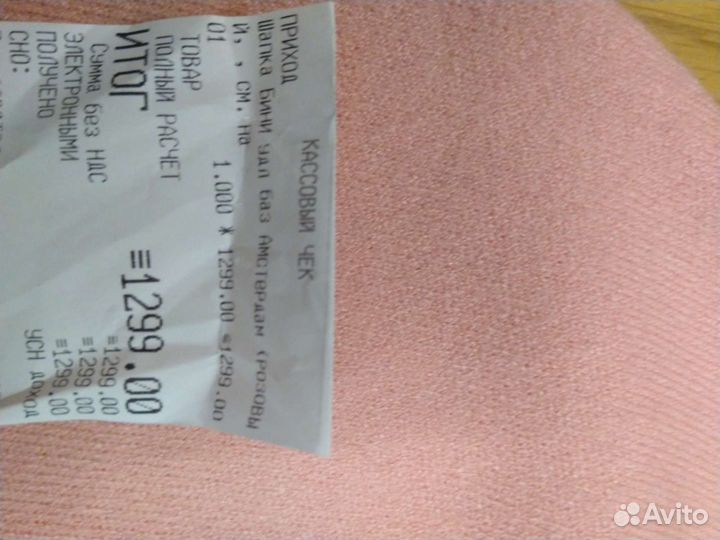 КАССОВЫЙ ЧЕК
ПРИХОД
Шапка Бини удл баз Амстердам (розовы
й, , см. на
1.000 * 1299.00 =1299.00
01
ТОВАР
ПОЛНЫЙ РАСЧЕТ
ИТОГ ≡1299.00
Сумма без НДС ≡1299.00
ЭЛЕКТРОННЫМИ ≡1299.00
ПОЛУЧЕНО ≡1299.00
СНО: УСН доход
Avito